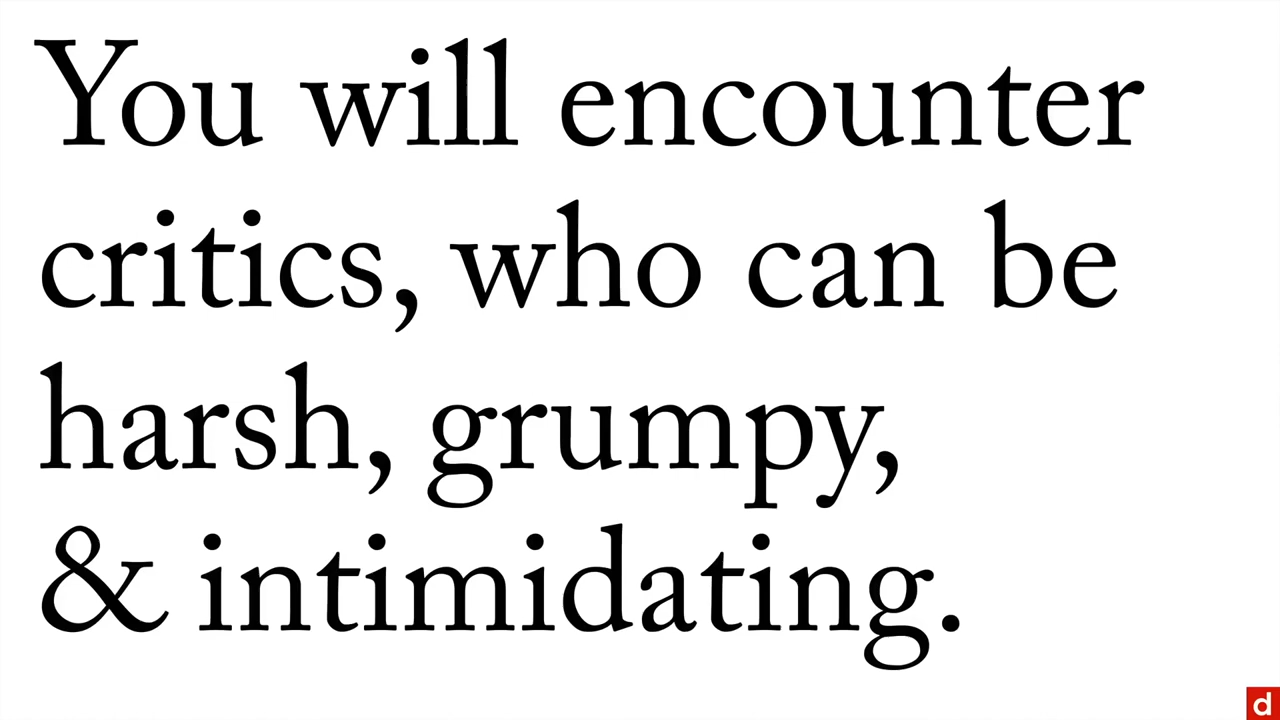 You will encounter
critics, who can be
harsh, grumpy,
& intimidating.
d